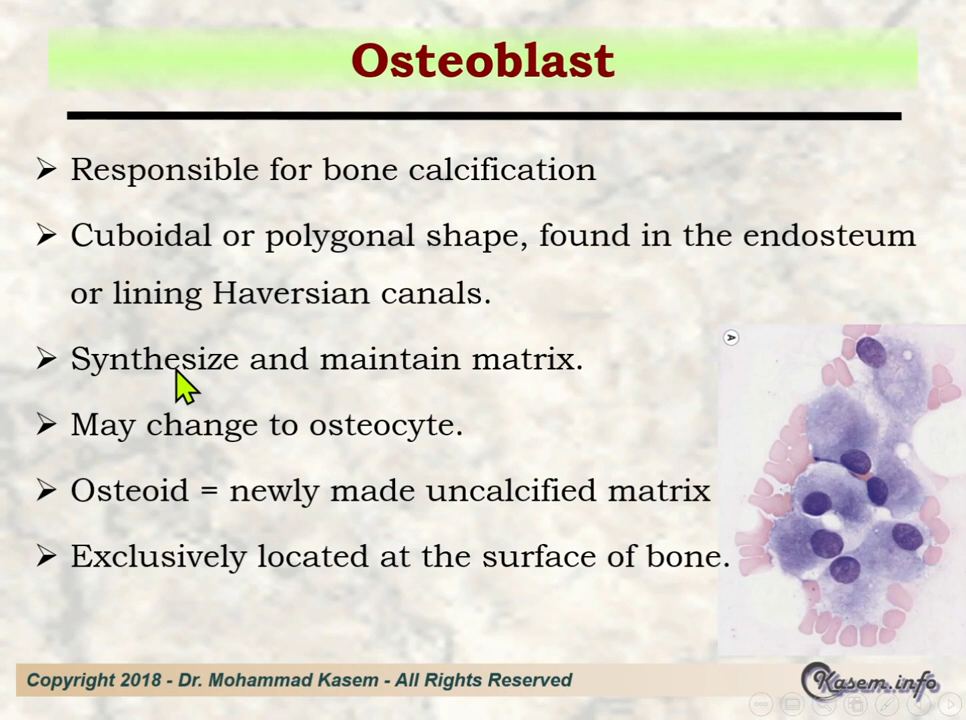 Osteoblast
➢ Responsible for bone calcification
➢ Cuboidal or polygonal shape, found in the endosteum
or lining Haversian canals.
➢ Synthesize and maintain matrix.
➢ May change to osteocyte.
➢ Osteoid = newly made uncalcified matrix
➢ Exclusively located at the surface of bone.
A
Copyright 2018 - Dr. Mohammad Kasem - All Rights Reserved
Kasem.info